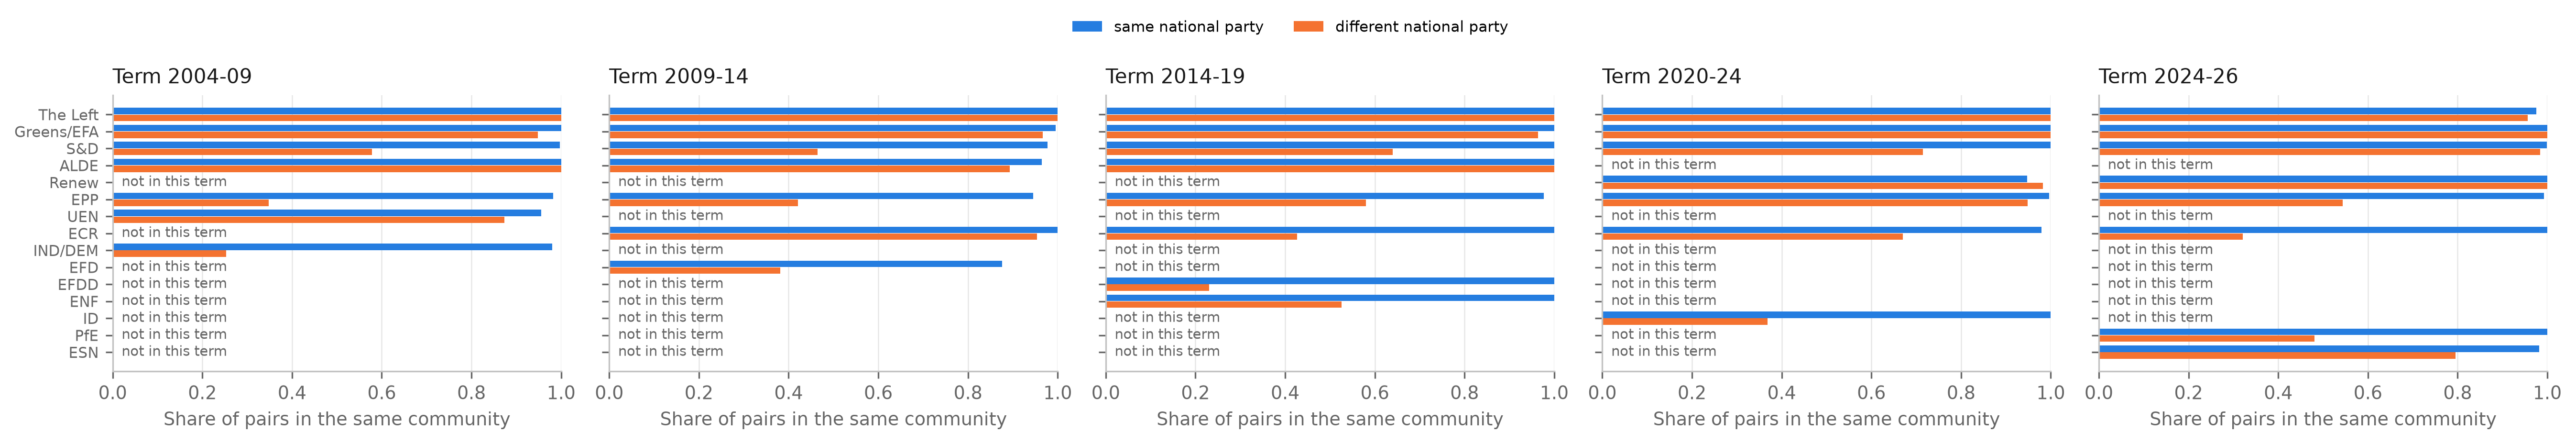 same national party
different national party
Term 2004-09
Term 2009-14
Term 2014-19
Term 2020-24
Term 2024-26
The Left
Greens/EFA
S&D
ALDE
not in this term
not in this term
Renew
not in this term
not in this term
not in this term
EPP
UEN
not in this term
not in this term
not in this term
not in this term
ECR
not in this term
IND/DEM
not in this term
not in this term
not in this term
not in this term
EFD
not in this term
not in this term
not in this term
not in this term
EFDD
not in this term
not in this term
not in this term
not in this term
ENF
not in this term
not in this term
not in this term
not in this term
ID
not in this term
not in this term
not in this term
not in this term
PfE
not in this term
not in this term
not in this term
not in this term
ESN
not in this term
not in this term
not in this term
not in this term
0.0 0.2 0.4 0.6 0.8 1.0
0.0 0.2 0.4 0.6 0.8 1.0
0.0 0.2 0.4 0.6 0.8 1.0
0.0 0.2 0.4 0.6 0.8 1.0
0.0 0.2 0.4 0.6 0.8 1.0
Share of pairs in the same community
Share of pairs in the same community
Share of pairs in the same community
Share of pairs in the same community
Share of pairs in the same community